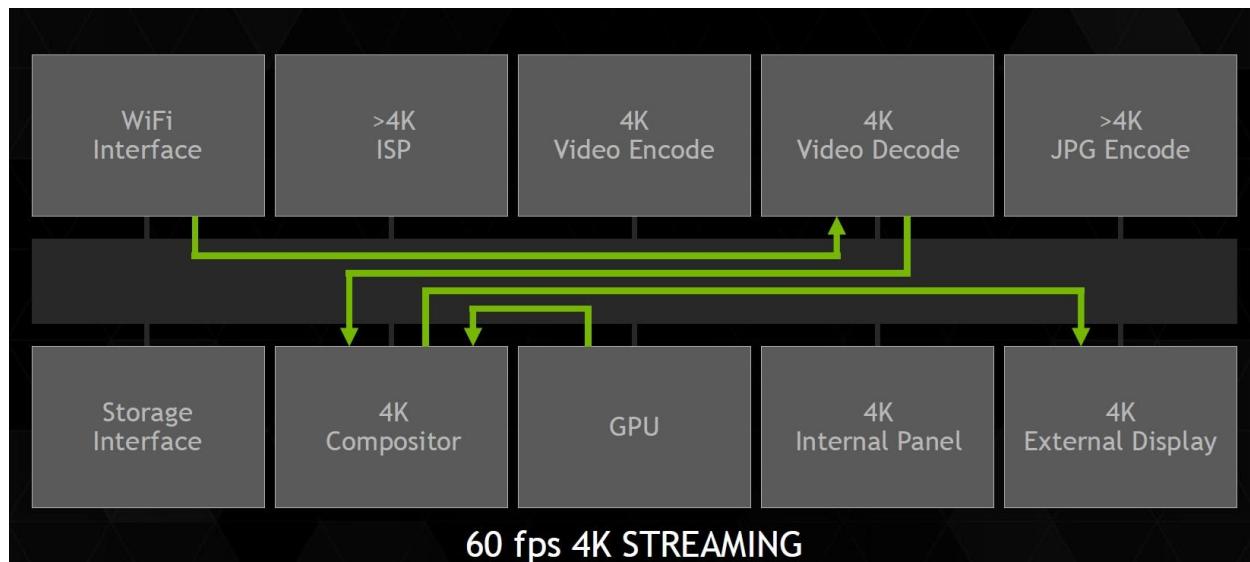 WiFi
Interface
>4K
ISP
4K
Video Encode
4K
Video Decode
>4K
JPG Encode
Storage
Interface
4K
Compositor
GPU
4K
Internal Panel
4K
External Display
60 fps 4K STREAMING